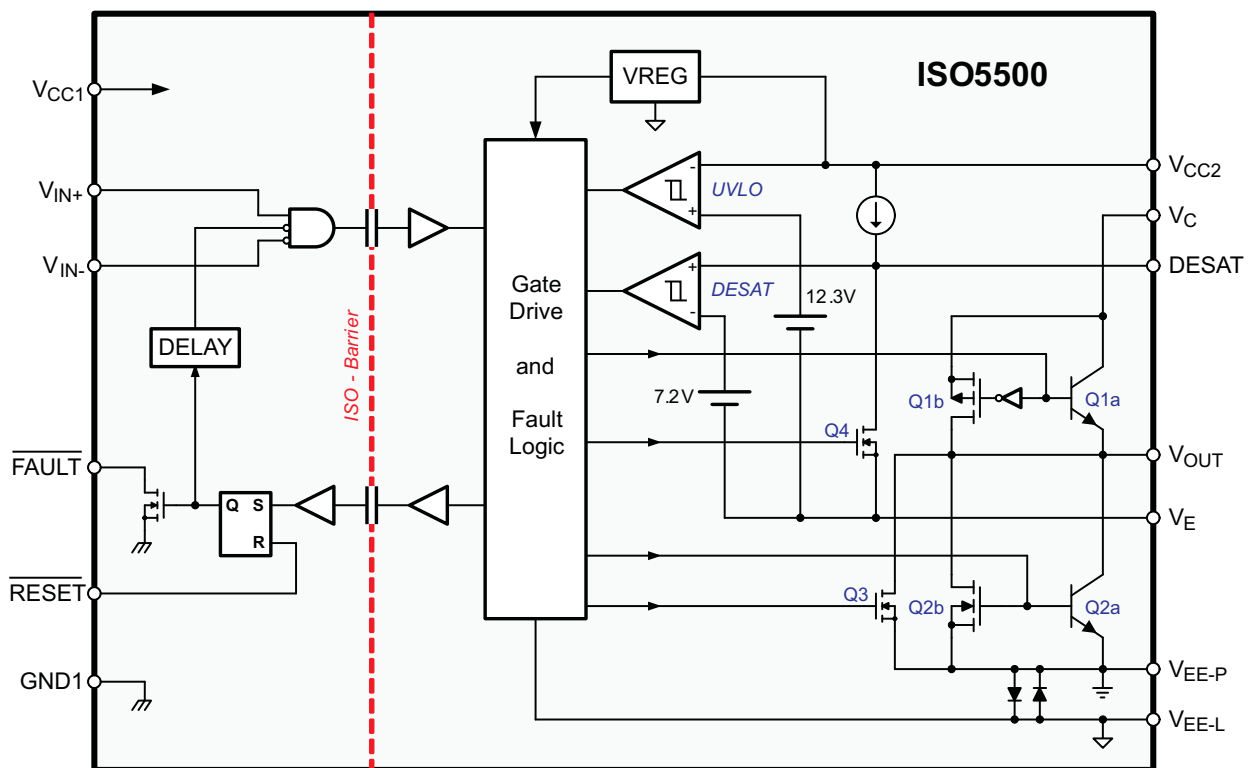 ISO5500
VREG
VCC1
VIN+
VIN-
DELAY
FAULT
RESET
GND1
Q S
R
ISO - Barrier
Gate
Drive
and
Fault
Logic
-
UVLO
+
+
DESAT
-
12.3V
7.2V
Q4
Q1b
Q1a
Q3
Q2b
Q2a
VCC2
VC
DESAT
VOUT
VE
VEE-P
VEE-L